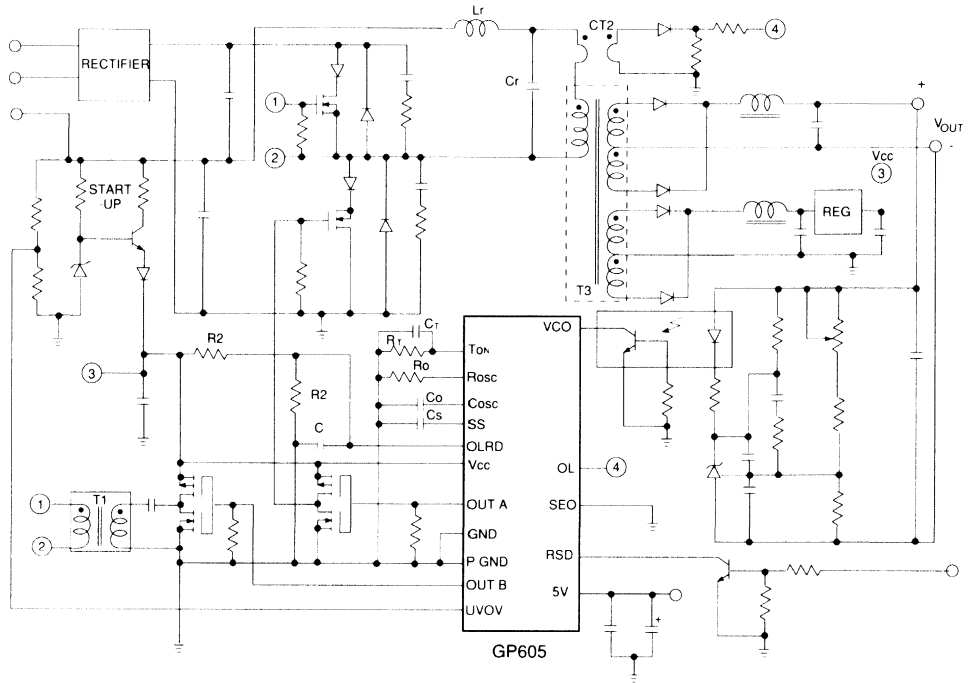 Lr
CT2
4
RECTIFIER
Cr
1
2
+
VOUT
-
START
-UP
Vcc
3
REG
T3
CT
VCO
RT
TON
R2
Ro
Rosc
3
R2
Co
Cosc
Cs
SS
C
OLRD
Vcc
OL
4
1
T1
OUT A
SEO
GND
2
RSD
P GND
OUT B
5V
UVOV
+
GP605